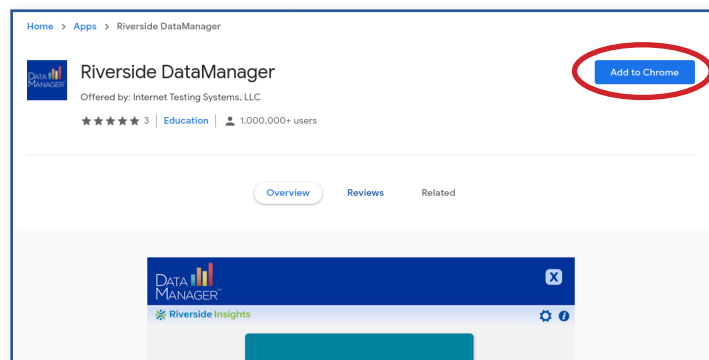 Home > Apps > Riverside DataManager
DATA
MANAGER
Riverside DataManager
Add to Chrome
Offered by: Internet Testing Systems, LLC
★★★★★ 3 | Education | 1,000,000+ users
Overview Reviews Related
DATA
MANAGER™
X
Riverside Insights
i